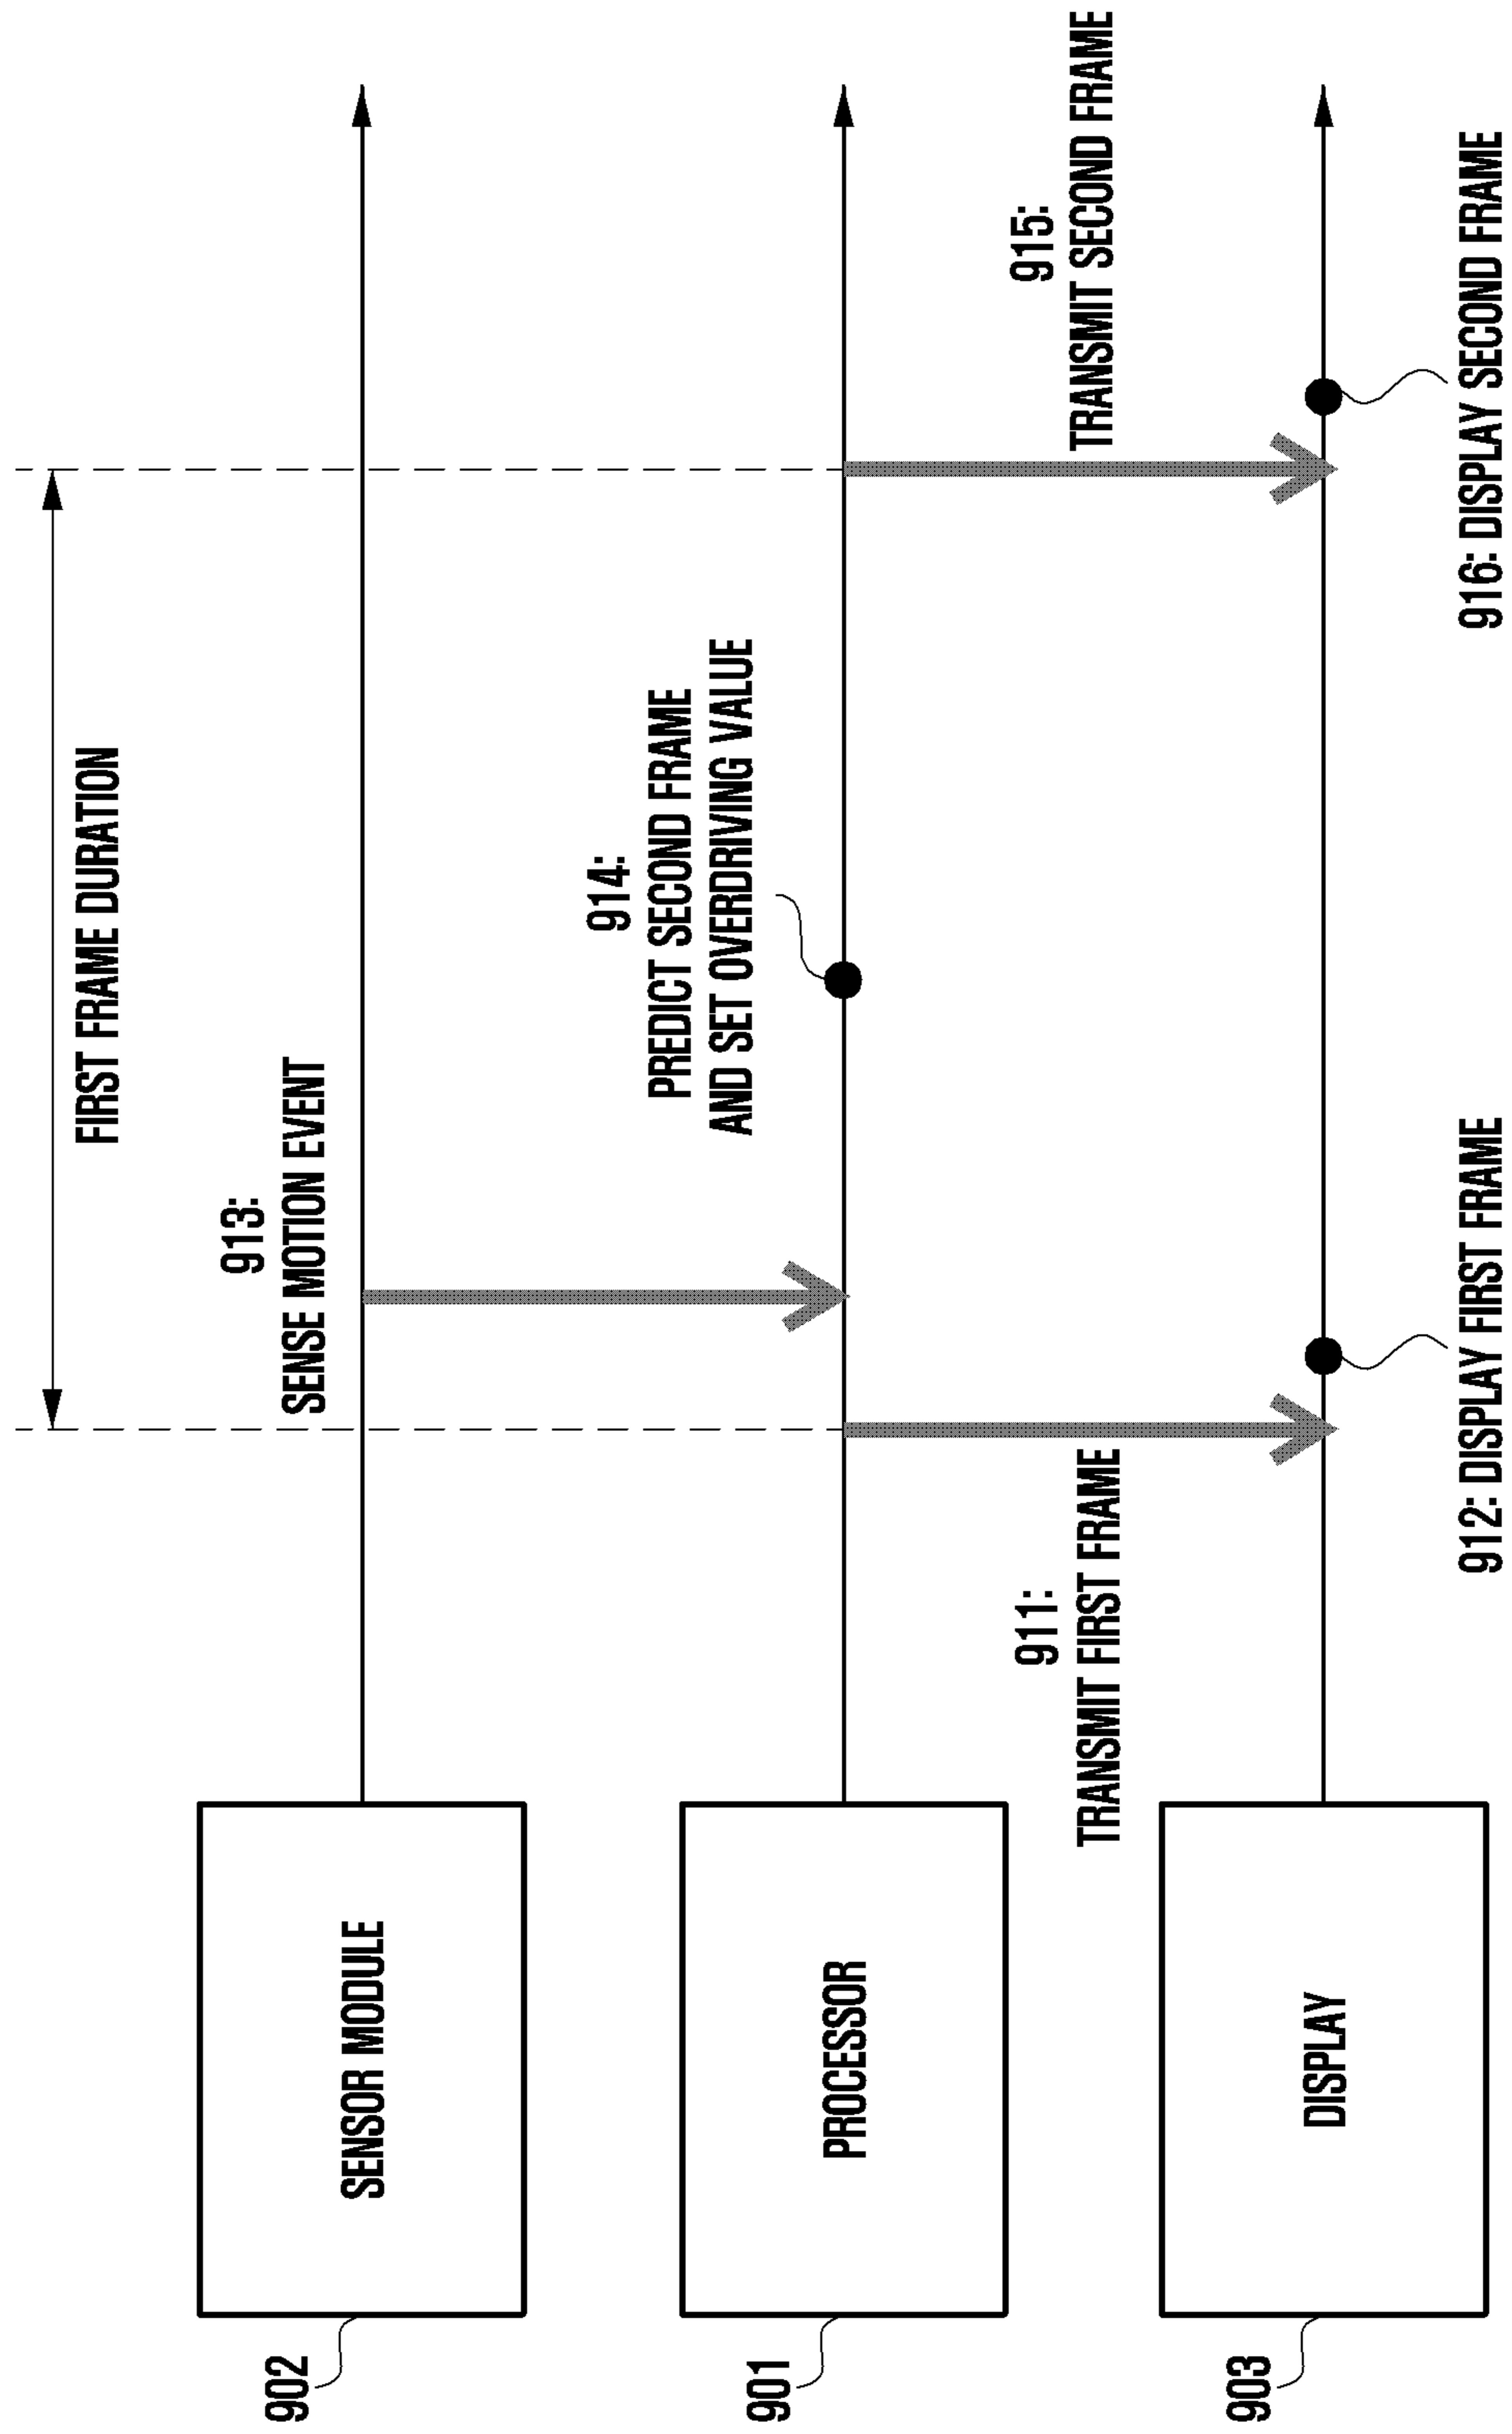 FIRST FRAME DURATION
902
SENSOR MODULE
913:
SENSE MOTION EVENT
901
PROCESSOR
914:
PREDICT SECOND FRAME
AND SET OVERDRIVING VALUE
911:
TRANSMIT FIRST FRAME
915:
TRANSMIT SECOND FRAME
903
DISPLAY
912: DISPLAY FIRST FRAME
916: DISPLAY SECOND FRAME